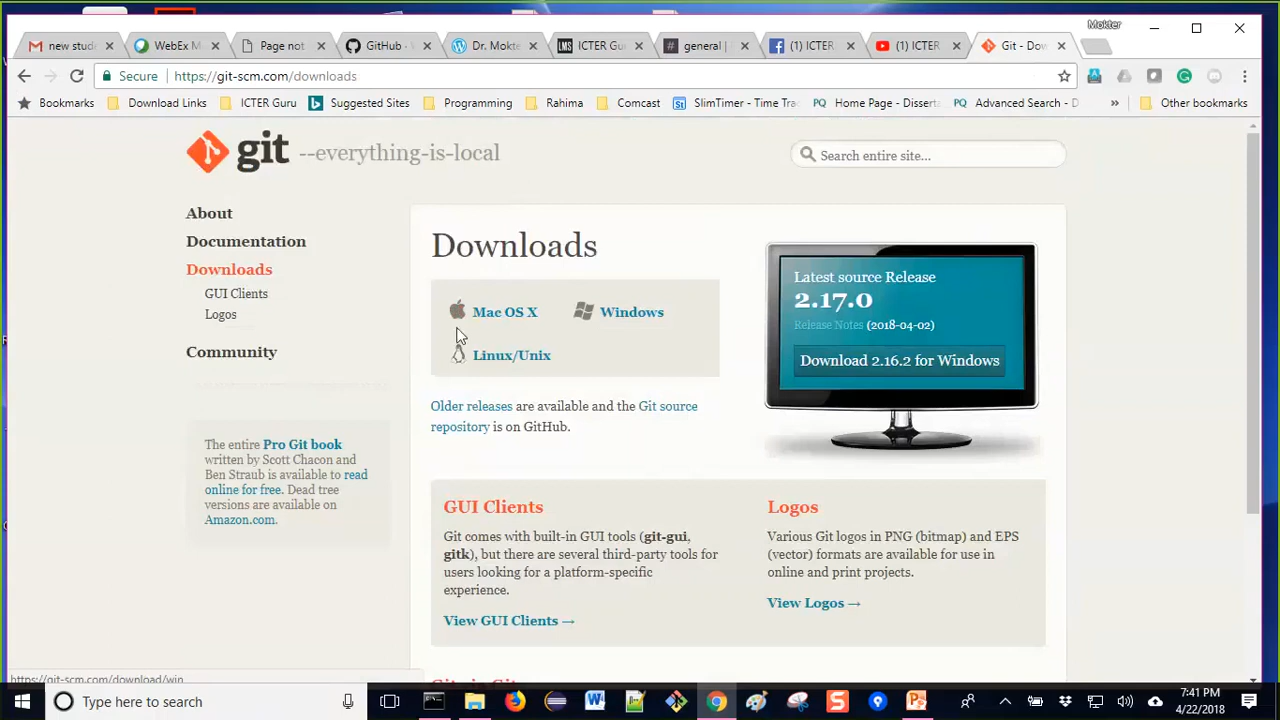 Mokter
new stud
WebEx M
Page not
GitHub
Dr. Mokte
LMS
ICTER Gu
general |
(1) ICTER
(1) ICTER
Git - Dow
Secure
https://git-scm.com/downloads
Bookmarks
Download Links
ICTER Guru
Suggested Sites
Programming
Rahima
Comcast
SlimTimer - Time Tra
Home Page - Disserta
Advanced Search - D
»
Other bookmarks
git --everything-is-local
Search entire site...
About
Documentation
Downloads
GUI Clients
Logos
Community
The entire Pro Git book
written by Scott Chacon and
Ben Straub is available to read
online for free. Dead tree
versions are available on
Amazon.com.
Downloads
Mac OS X
Windows
Linux/Unix
Older releases are available and the Git source
repository is on GitHub.
Latest source Release
2.17.0
Release Notes (2018-04-02)
Download 2.16.2 for Windows
GUI Clients
Git comes with built-in GUI tools (git-gui,
gitk), but there are several third-party tools for
users looking for a platform-specific
experience.
View GUI Clients →
Logos
Various Git logos in PNG (bitmap) and EPS
(vector) formats are available for use in
online and print projects.
View Logos →
https://git-scm.com/download/win
Type here to search
7:41 PM
4/22/2018